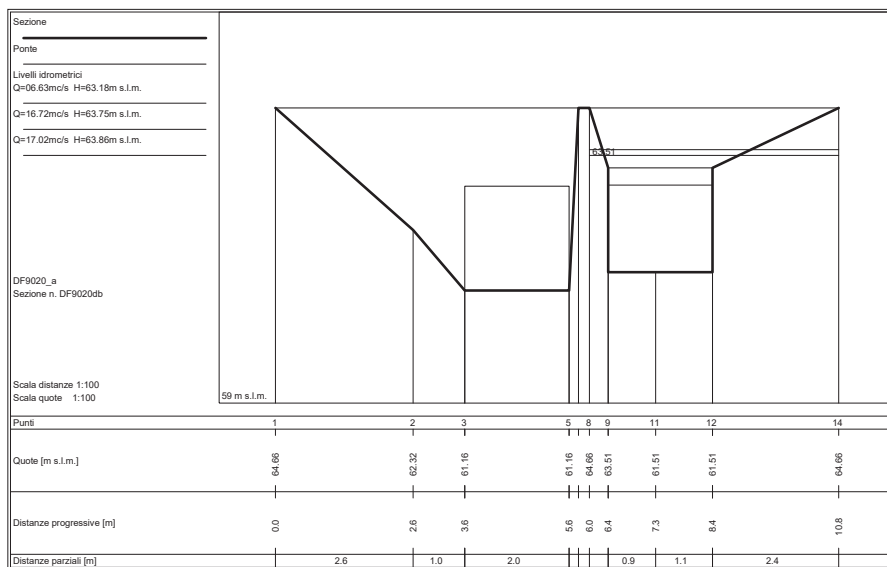 Sezione
Ponte
Livelli idrometrici
Q=06.63mc/s H=63.18m s.l.m.
Q=16.72mc/s H=63.75m s.l.m.
Q=17.02mc/s H=63.86m s.l.m.
63.51
DF9020_a
Sezione n. DF9020db
Scala distanze 1:100
Scala quote 1:100
59 m s.l.m.
Punti 1 2 3 5 8 9 11 12 14
Quote [m s.l.m.] 64.66 62.32 61.16 61.16 64.66 63.51 61.51 61.51 64.66
Distanze progressive [m] 0.0 2.6 3.6 5.6 6.0 6.4 7.3 8.4 10.8
Distanze parziali [m] 2.6 1.0 2.0 0.9 1.1 2.4